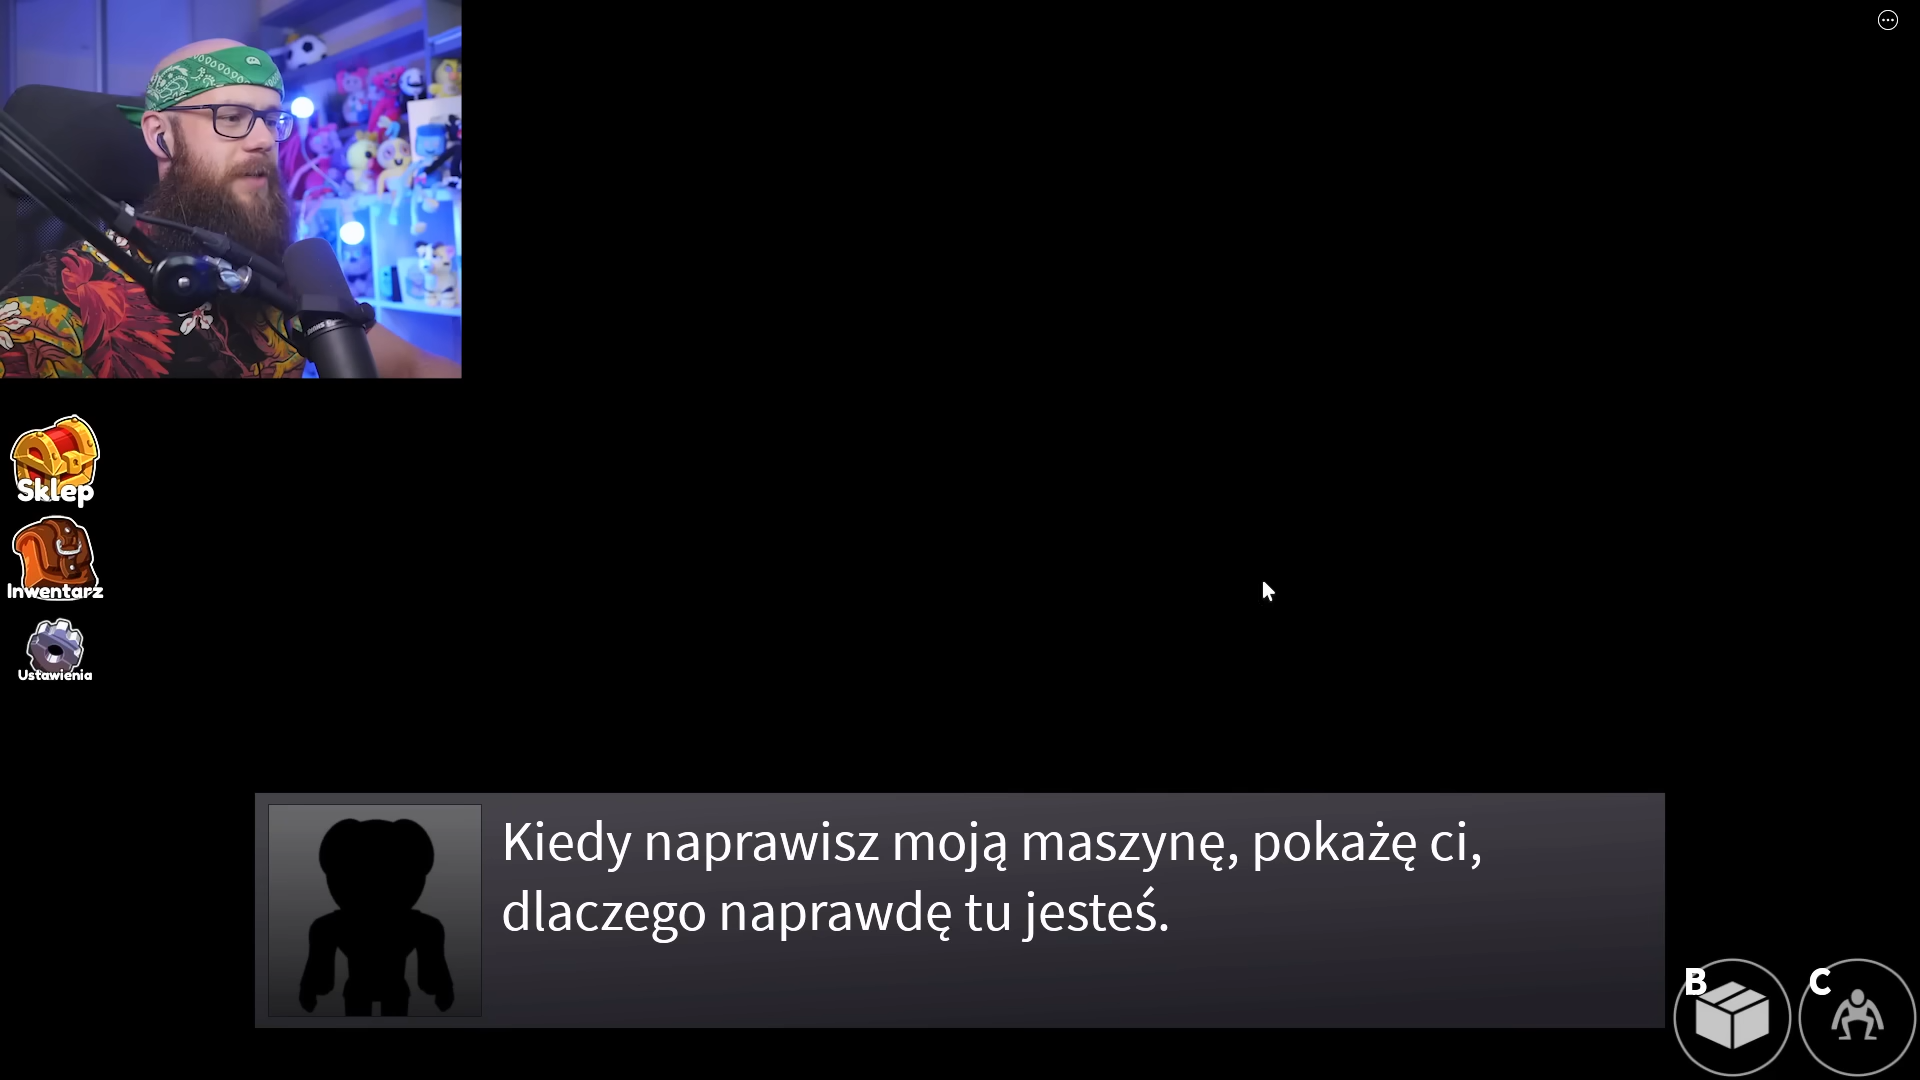 Sklep
Inwentarz
Ustawienia
Kiedy naprawisz moją maszynę, pokażę ci,
dlaczego naprawdę tu jesteś.
B
C